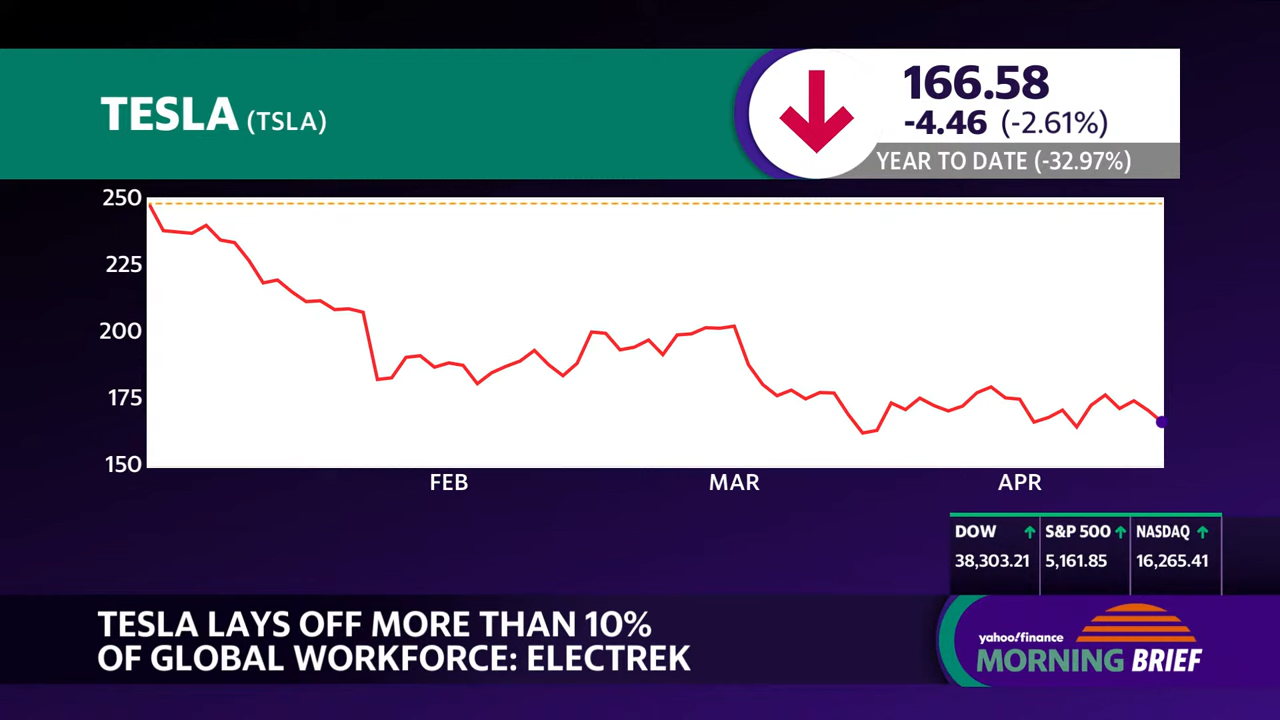 TESLA (TSLA)
166.58
-4.46 (-2.61%)
YEAR TO DATE (-32.97%)
250
225
200
175
150
FEB MAR APR
DOW S&P 500 NASDAQ
38,303.21 5,161.85 16,265.41
TESLA LAYS OFF MORE THAN 10%
OF GLOBAL WORKFORCE: ELECTREK
yahoo!finance
MORNING BRIEF